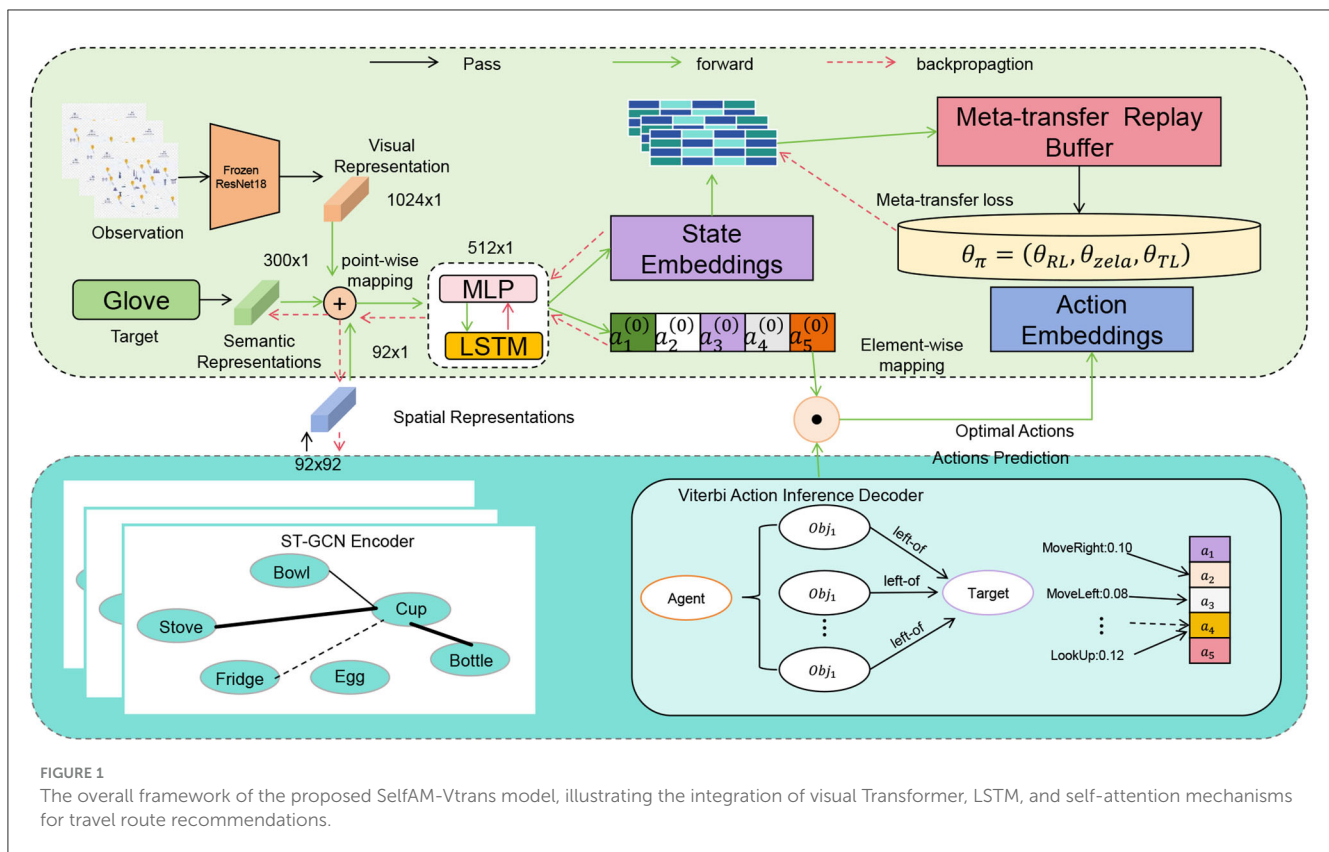 Pass
forward
backpropagtion
Frozen
ResNet18
Observation
Visual
Representation
1024x1
Meta-transfer Replay
Buffer
Meta-transfer loss
θπ = (θRL, θzela, θTL)
Glove
Target
300x1
Semantic
Representations
+
point-wise
mapping
92x1
512x1
MLP
LSTM
State
Embeddings
a1(0) a2(0) a3(0) a4(0) a5(0)
Element-wise
mapping
Action
Embeddings
Spatial Representations
92x92
Optimal Actions
Actions Prediction
ST-GCN Encoder
Bowl
Cup
Stove
Bottle
Fridge
Egg
Viterbi Action Inference Decoder
Agent
Obj1
Obj1
⋮
Obj1
left-of
left-of
left-of
Target
MoveRight:0.10
MoveLeft:0.08
⋮
LookUp:0.12
a1
a2
a3
a4
a5
FIGURE 1
The overall framework of the proposed SelfAM-Vtrans model, illustrating the integration of visual Transformer, LSTM, and self-attention mechanisms
for travel route recommendations.